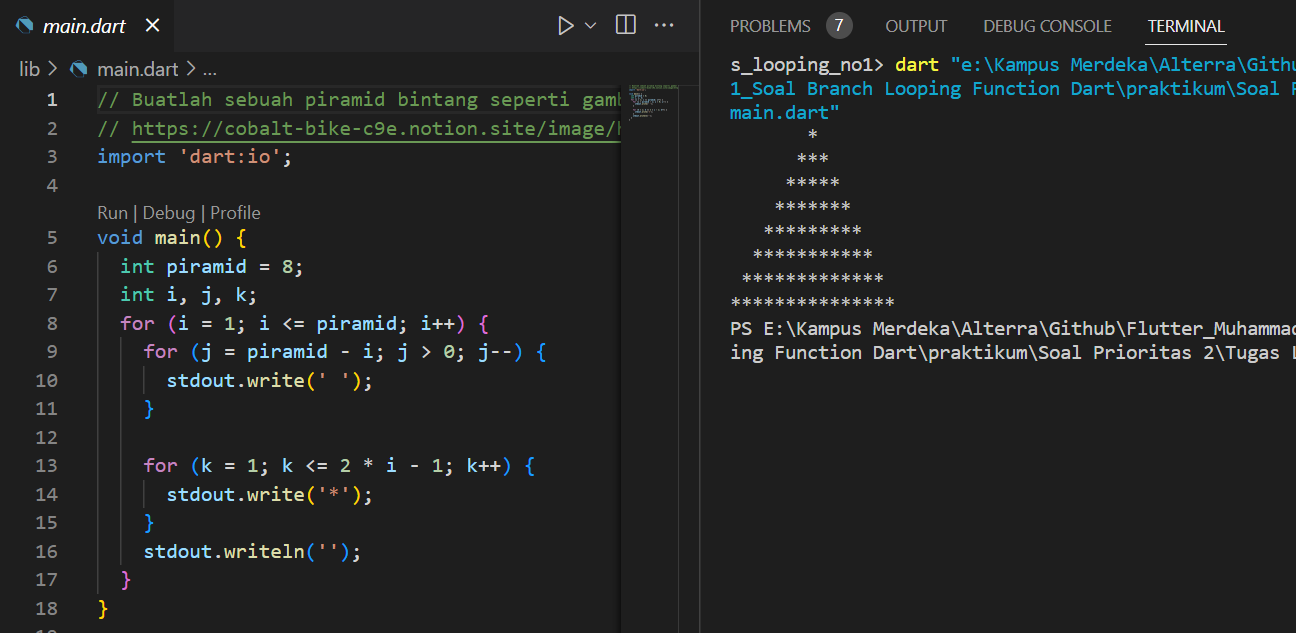 main.dart
lib > main.dart > ...
1 // Buatlah sebuah piramid bintang seperti
2 // https://cobalt-bike-c9e.notion.site/image/
3 import 'dart:io';
4
Run | Debug | Profile
5 void main() {
6 int piramid = 8;
7 int i, j, k;
8 for (i = 1; i <= piramid; i++) {
9 for (j = piramid - i; j > 0; j--) {
10 stdout.write(' ');
11 }
12
13 for (k = 1; k <= 2 * i - 1; k++) {
14 stdout.write('*');
15 }
16 stdout.writeln('');
17 }
18 }
PROBLEMS 7 OUTPUT DEBUG CONSOLE TERMINAL
s_looping_no1> dart "e:\Kampus Merdeka\Alterra\
1_Soal Branch Looping Function Dart\praktikum\Soal
main.dart"
*
***
*****
*******
*********
***********
*************
***************
PS E:\Kampus Merdeka\Alterra\Github\Flutter_
ing Function Dart\praktikum\Soal Prioritas 2\Tugas